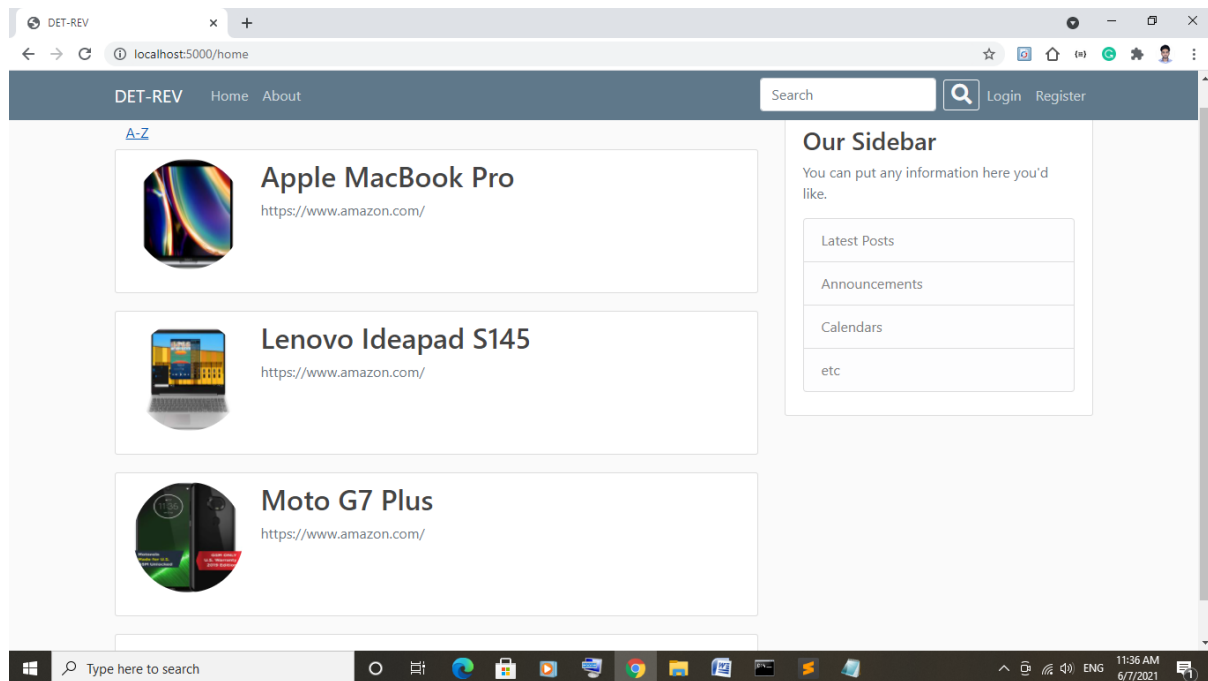 DET-REV
localhost:5000/home
DET-REV Home About Search Login Register
A-Z
Apple MacBook Pro
https://www.amazon.com/
Lenovo Ideapad S145
https://www.amazon.com/
11:36
Moto G7 Plus
https://www.amazon.com/
Our Sidebar
You can put any information here you'd
like.
Latest Posts
Announcements
Calendars
etc
Type here to search
ENG
11:36 AM
6/7/2021